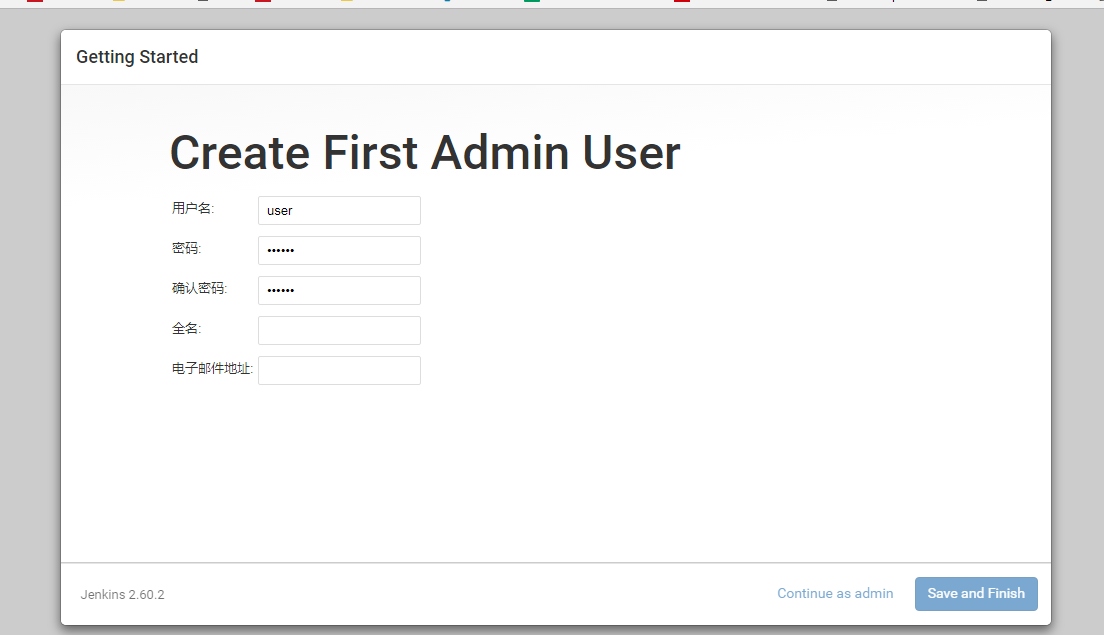 Getting Started
Create First Admin User
用户名: user
密码: ••••••
确认密码: ••••••
全名:
电子邮件地址:
Jenkins 2.60.2 Continue as admin Save and Finish